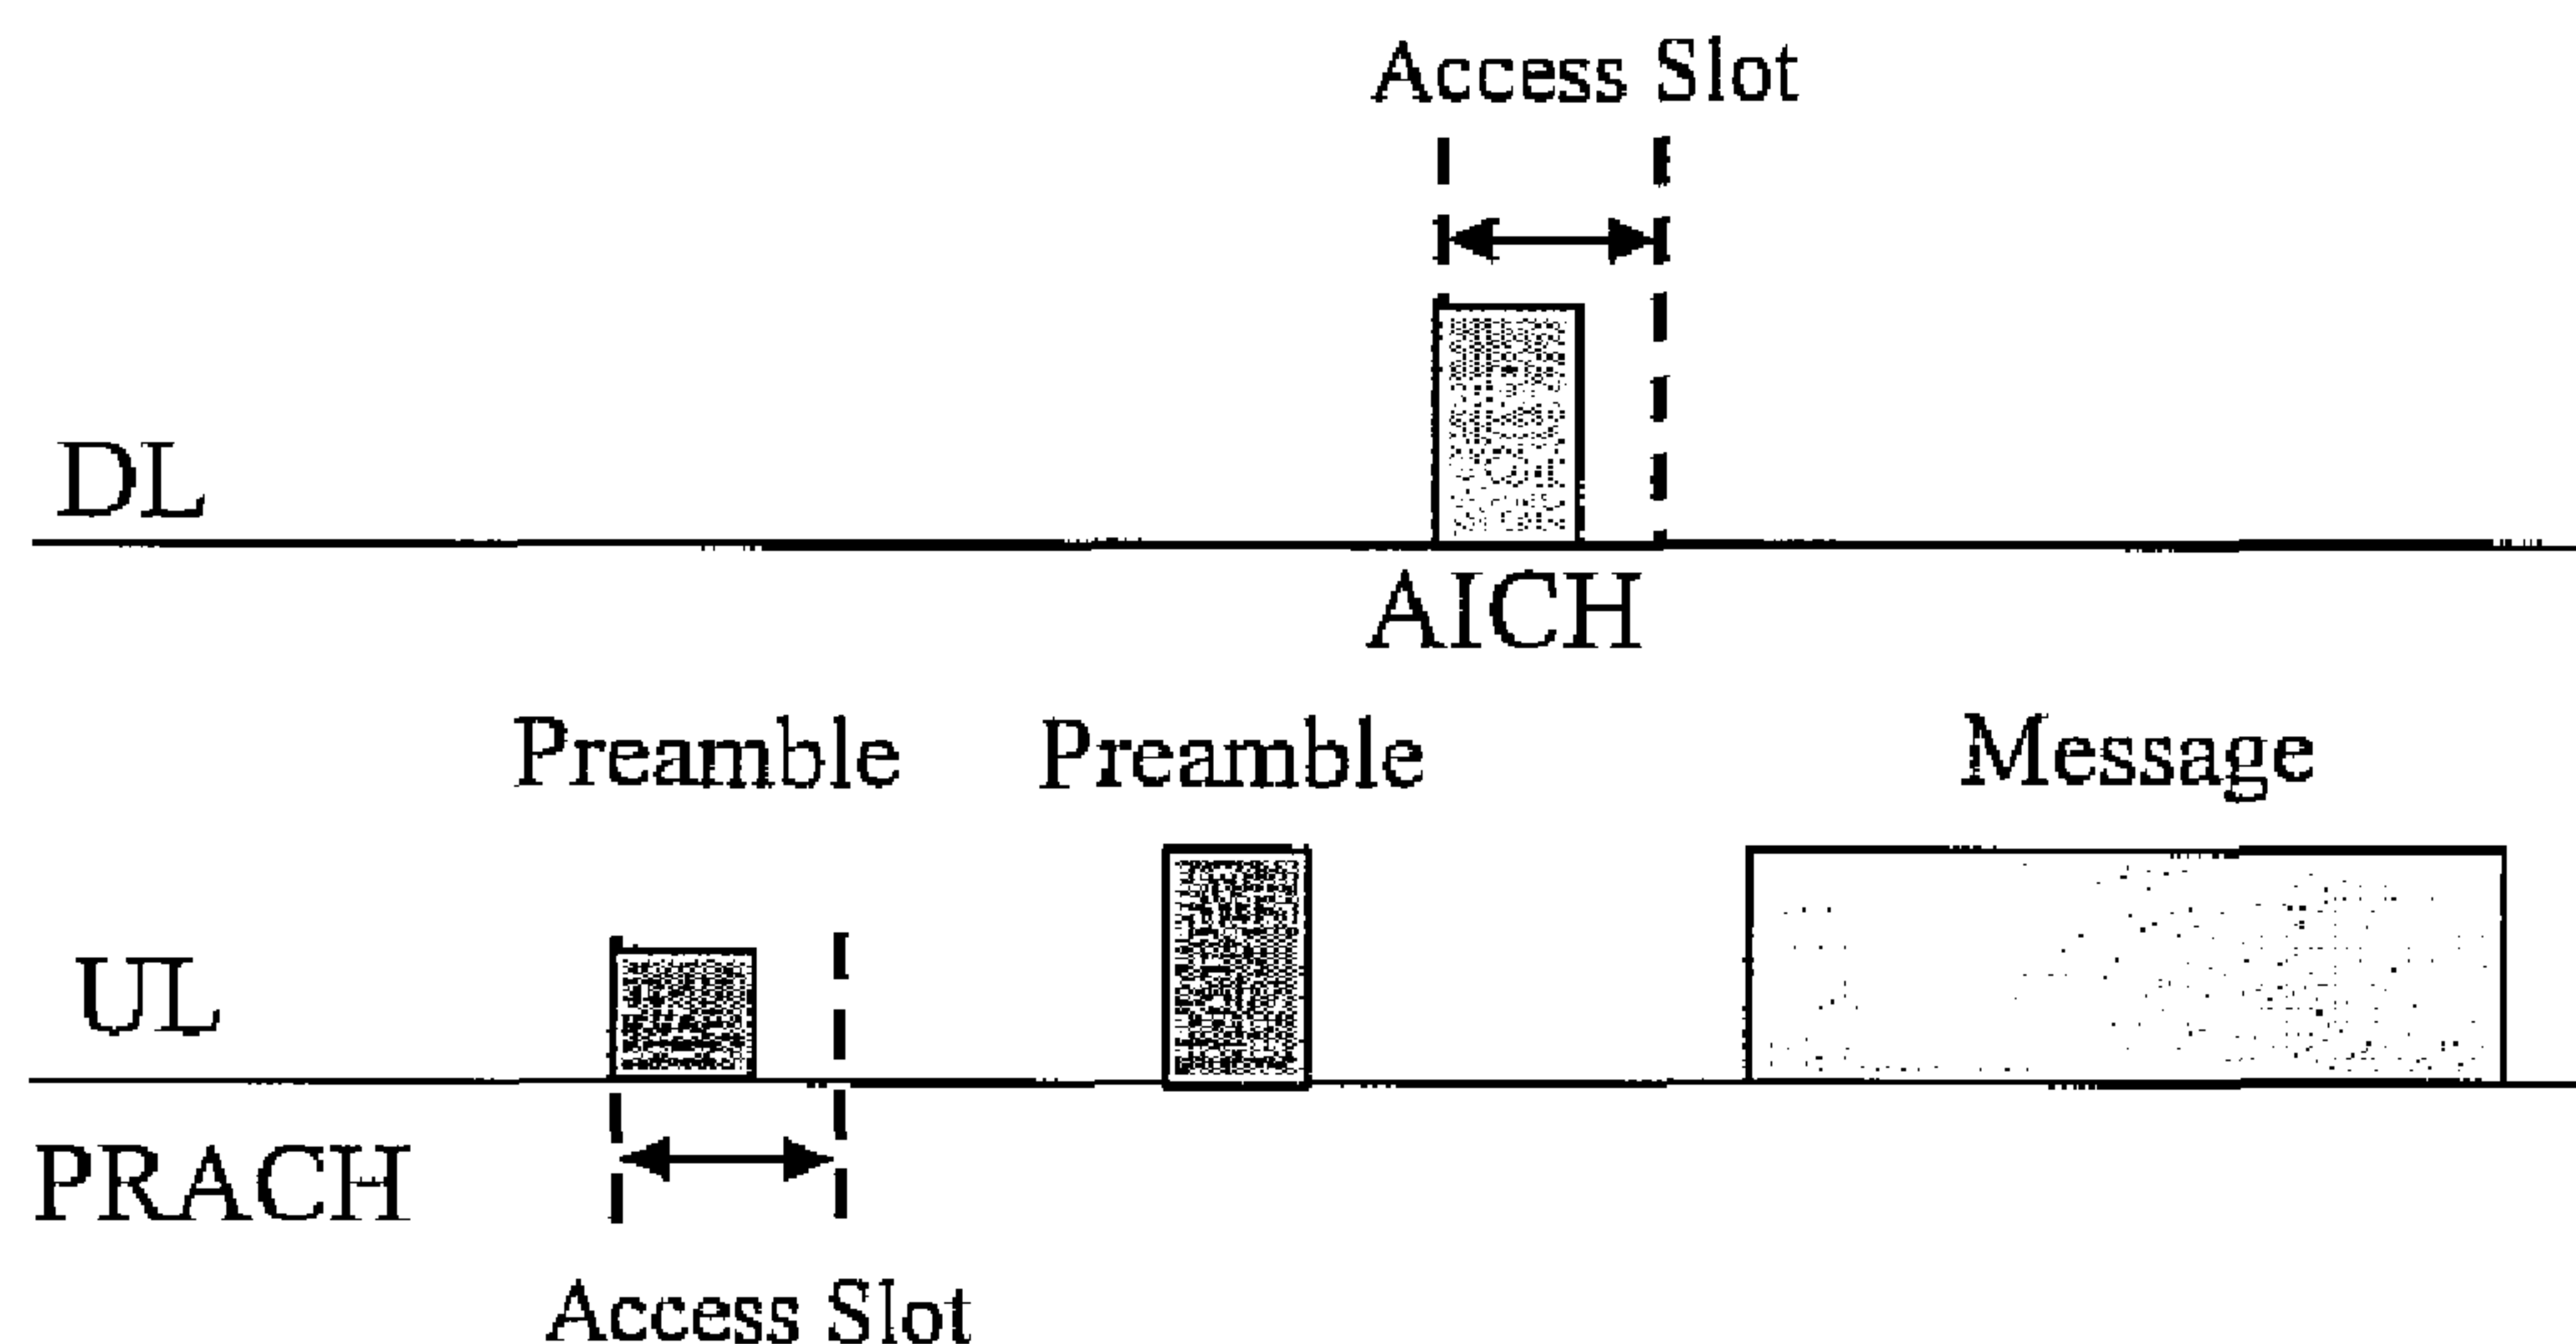 Access Slot
DL
AICH
Preamble Preamble Message
UL
PRACH
Access Slot